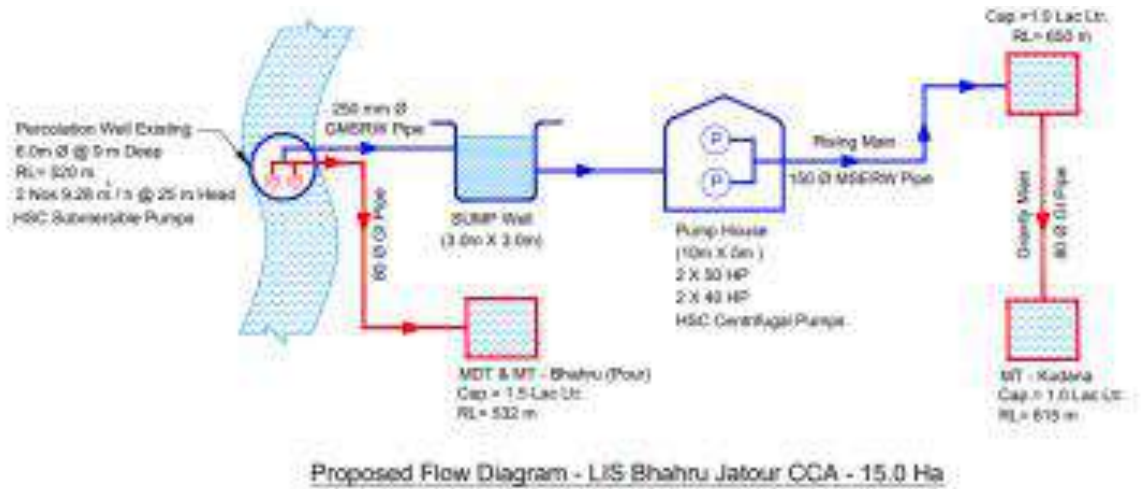 Cap =1.0 Lac Ltr.
RL= 650 m
250 mm Ø
GMSERW Pipe
Percolation Well Existing
6.0m Ø @ 9 m Deep
RL= 520 m
2 Nos 9.28 / @ 25 m Head
HSC Submersible Pumps
Rising Main
150 Ø MSERW Pipe
P
P
SUMP Well
(3.0m X 3.0m)
80 Ø GI Pipe
Pump House
(10m X 5m )
2 X 50 HP
2 X 40 HP
HSC Centrifugal Pumps
Gravity Main
80 Ø GI Pipe
MDT & MT - Bhahru (Pour)
Cap = 1.5 Lac Ltr.
RL= 532 m
MT - Kudana
Cap = 1.0 Lac Ltr.
RL= 615 m
Proposed Flow Diagram - LIS Bhahru Jatour CCA - 15.0 Ha